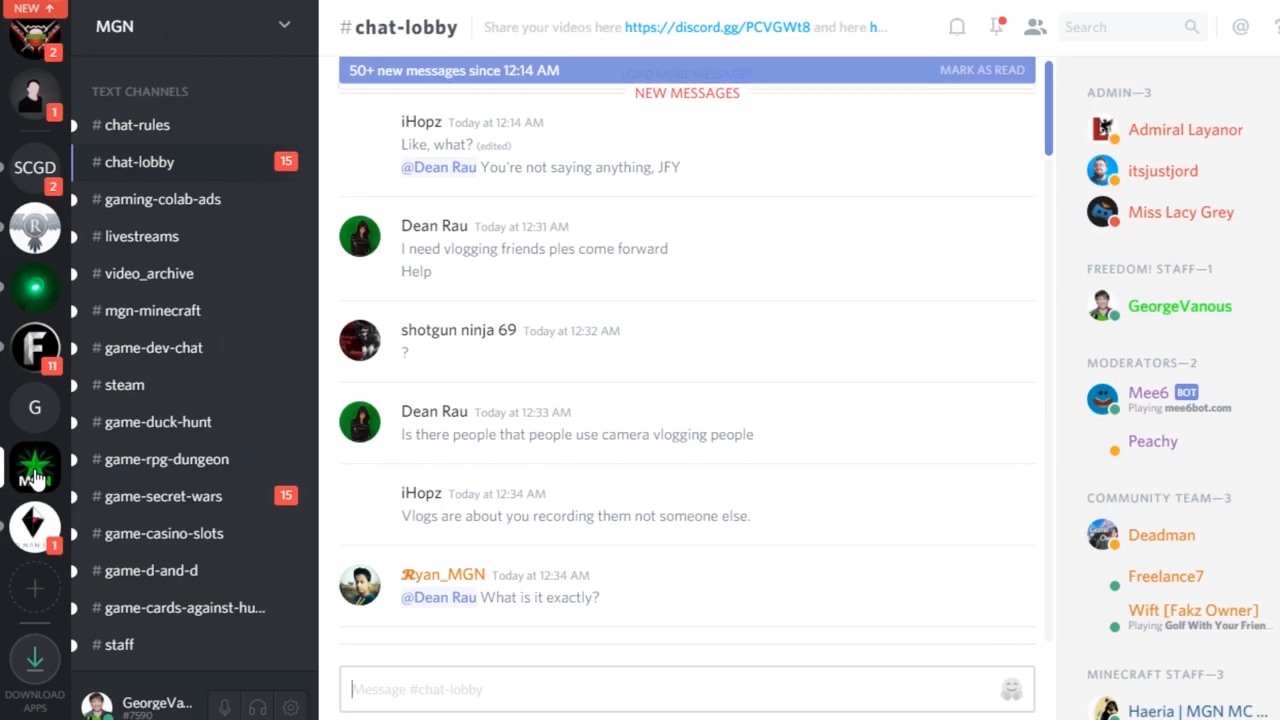 NEW ↑
2
1
SCGD
2
R
F
11
G
MGN
1
DOWNLOAD
APPS
MGN
TEXT CHANNELS
# chat-rules
# chat-lobby 15
# gaming-colab-ads
# livestreams
# video_archive
# mgn-minecraft
# game-dev-chat
# steam
# game-duck-hunt
# game-rpg-dungeon
# game-secret-wars 15
# game-casino-slots
# game-d-and-d
# game-cards-against-hu...
# staff
GeorgeVa...
#7590
# chat-lobby
Share your videos here https://discord.gg/PCVGWt8 and here h...
Search
@
?
50+ new messages since 12:14 AM
LOAD MORE MESSAGES
MARK AS READ
NEW MESSAGES
iHopz Today at 12:14 AM
Like, what? (edited)
@Dean Rau You're not saying anything, JFY
Dean Rau Today at 12:31 AM
I need vlogging friends ples come forward
Help
shotgun ninja 69 Today at 12:32 AM
?
Dean Rau Today at 12:33 AM
Is there people that people use camera vlogging people
iHopz Today at 12:34 AM
Vlogs are about you recording them not someone else.
Ryan_MGN Today at 12:34 AM
@Dean Rau What is it exactly?
Message #chat-lobby
ADMIN—3
Admiral Layanor
itsjustjord
Miss Lacy Grey
FREEDOM! STAFF—1
GeorgeVanous
MODERATORS—2
Mee6 BOT
Playing mee6bot.com
Peachy
COMMUNITY TEAM—3
Deadman
Freelance7
Wift [Fakz Owner]
Playing Golf With Your Frien...
MINECRAFT STAFF—3
Haeria | MGN MC ...